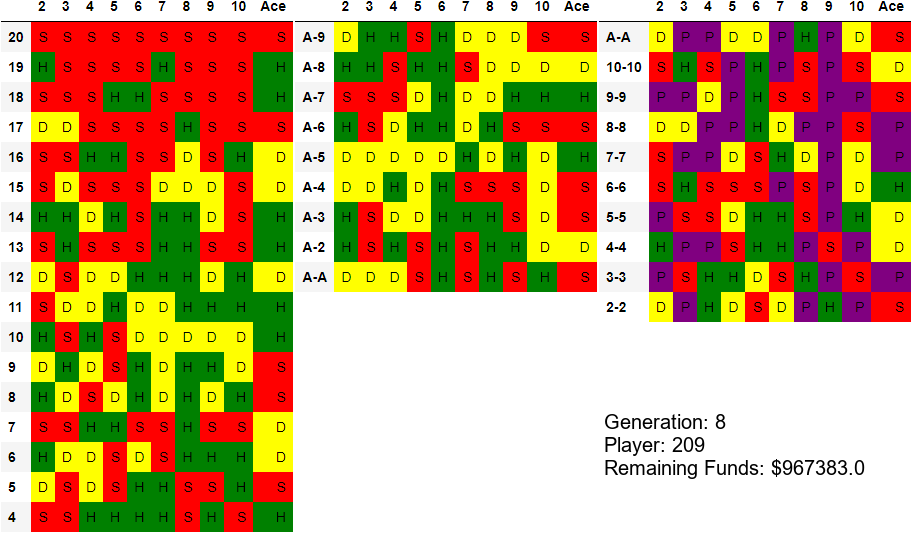 2 3 4 5 6 7 8 9 10 Ace
20 S S S S S S S S S S
19 H S S S S H S S S H
18 S S S H H S S S S H
17 D D S S S S H S S S
16 S S H H S S D S H D
15 S D S S S D D D S D
14 H H D H S H H D S H
13 S H S S S H H S S H
12 D S D D H H H D H D
11 S D D H D D H H H H
10 H S H S D D D D D H
9 D H D S H D H H D S
8 H D S D H D H D H S
7 S S H H S S H S S D
6 H D D S D S H H H D
5 D S D S H H S S H S
4 S S H H H H S H S H
2 3 4 5 6 7 8 9 10 Ace
A-9 D H H S H D D D S S
A-8 H H S H H S D D D D
A-7 S S S D H D D H H H
A-6 H S D H H D H S S S
A-5 D D D D D H D H D H
A-4 D D H D H S S S D S
A-3 H S D D H H H S D S
A-2 H S H S H S H H D D
A-A D D D S H S H S H S
2 3 4 5 6 7 8 9 10 Ace
A-A D P P D D P H P D S
10-10 S H S P H P S P S D
9-9 P P D P H S S P P S
8-8 D D P P H D P P S P
7-7 S P P D S H D P D P
6-6 S H S S S P S P D H
5-5 P S S D H H S P H D
4-4 H P P S H H P S P D
3-3 P S H H D S H P S P
2-2 D P H D S D P H P S
Generation: 8
Player: 209
Remaining Funds: $967383.0